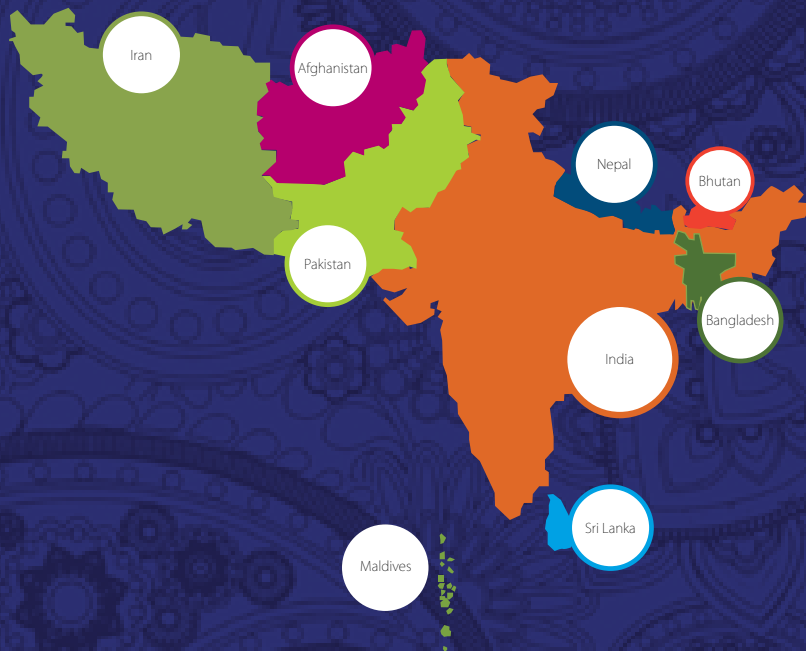 Iran
Afghanistan
Nepal
Bhutan
Pakistan
Bangladesh
India
Sri Lanka
Maldives